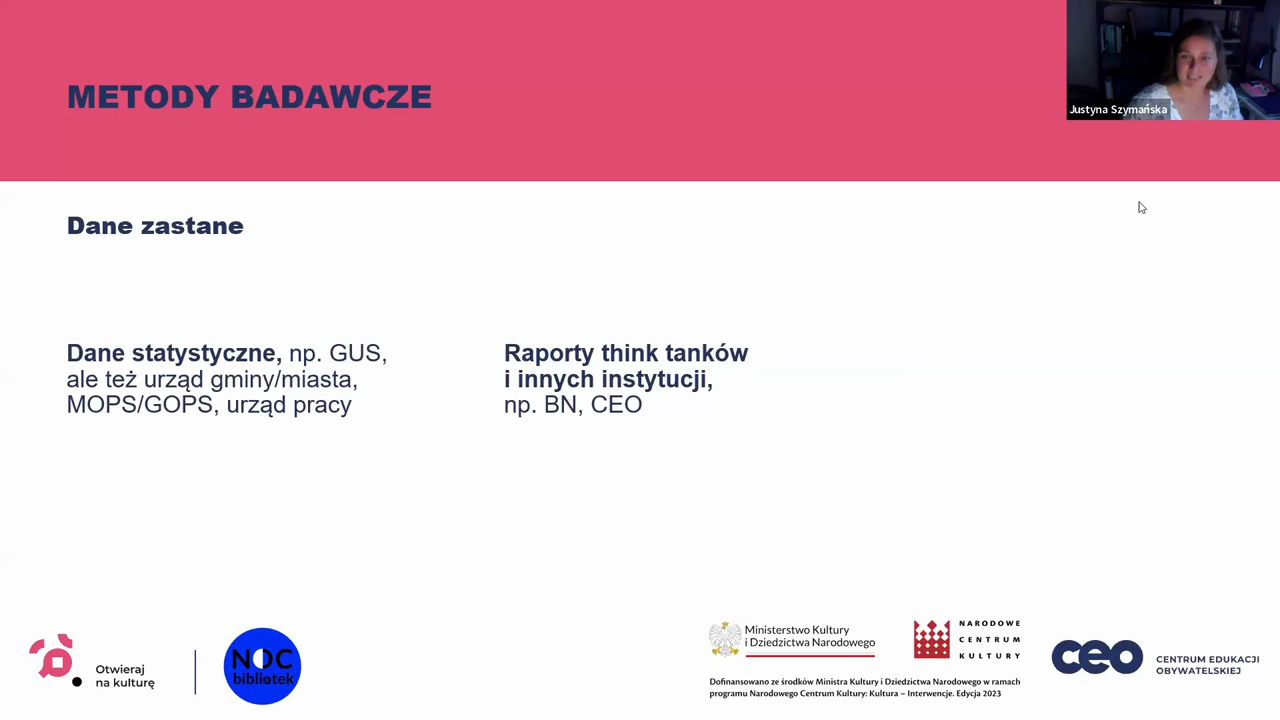 METODY BADAWCZE
Justyna Szymańska
Dane zastane
Dane statystyczne, np. GUS,
ale też urząd gminy/miasta,
MOPS/GOPS, urząd pracy
Raporty think tanków
i innych instytucji,
np. BN, CEO
Otwieraj
na kulturę
NOC
bibliotek
Ministerstwo Kultury
i Dziedzictwa Narodowego
NARODOWE
CENTRUM
KULTURY
Dofinansowano ze środków Ministra Kultury i Dziedzictwa Narodowego w ramach
programu Narodowego Centrum Kultury: Kultura – Interwencje. Edycja 2023
ceo
CENTRUM EDUKACJI
OBYWATELSKIEJ